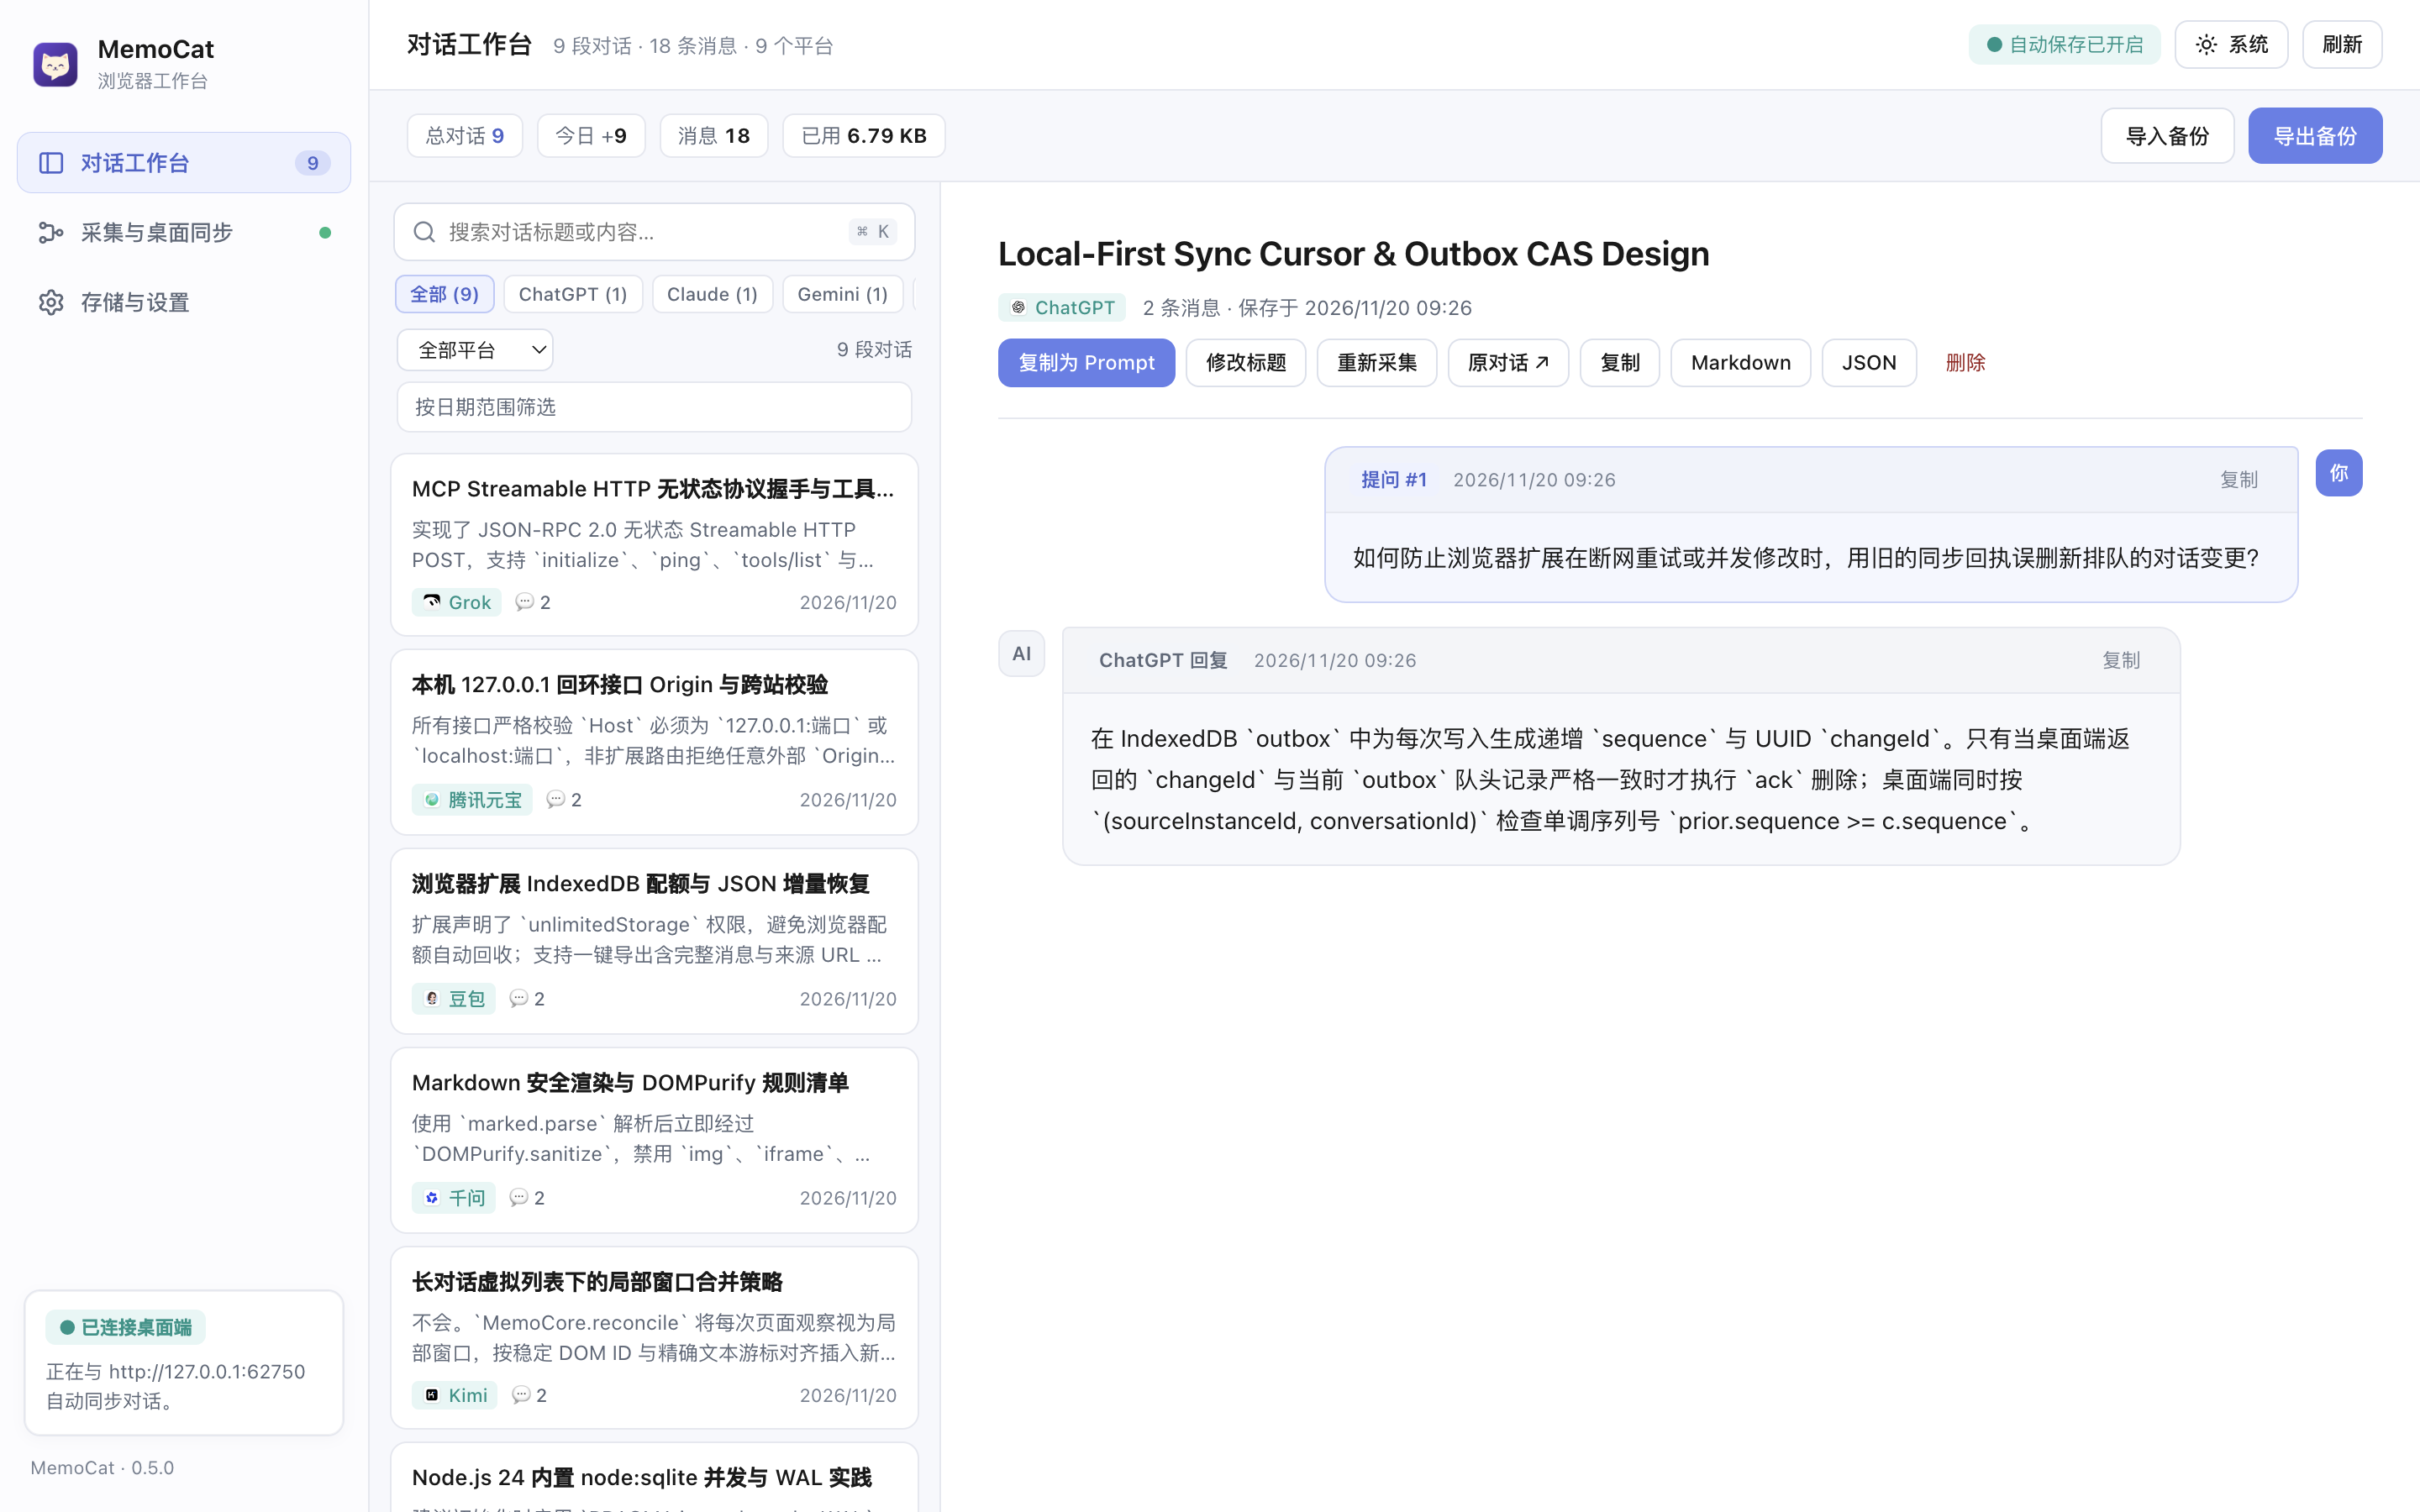 MemoCat
浏览器工作台
对话工作台
9
采集与桌面同步
存储与设置
已连接桌面端
正在与 http://127.0.0.1:62750
自动同步对话。
MemoCat · 0.5.0
对话工作台
9 段对话 · 18 条消息 · 9 个平台
自动保存已开启
系统
刷新
总对话 9
今日 +9
消息 18
已用 6.79 KB
导入备份
导出备份
搜索对话标题或内容...
⌘ K
全部 (9)
ChatGPT (1)
Claude (1)
Gemini (1)
全部平台
9 段对话
按日期范围筛选
MCP Streamable HTTP 无状态协议握手与工具...
实现了 JSON-RPC 2.0 无状态 Streamable HTTP
POST，支持 `initialize`、`ping`、`tools/list` 与...
Grok
2
2026/11/20
本机 127.0.0.1 回环接口 Origin 与跨站校验
所有接口严格校验 `Host` 必须为 `127.0.0.1:端口` 或
`localhost:端口`，非扩展路由拒绝任意外部 `Origin...
腾讯元宝
2
2026/11/20
浏览器扩展 IndexedDB 配额与 JSON 增量恢复
扩展声明了 `unlimitedStorage` 权限，避免浏览器配
额自动回收；支持一键导出含完整消息与来源 URL ...
豆包
2
2026/11/20
Markdown 安全渲染与 DOMPurify 规则清单
使用 `marked.parse` 解析后立即经过
`DOMPurify.sanitize`，禁用 `img`、`iframe`、...
千问
2
2026/11/20
长对话虚拟列表下的局部窗口合并策略
不会。`MemoCore.reconcile` 将每次页面观察视为局
部窗口，按稳定 DOM ID 与精确文本游标对齐插入新...
Kimi
2
2026/11/20
Node.js 24 内置 node:sqlite 并发与 WAL 实践
Local-First Sync Cursor & Outbox CAS Design
ChatGPT
2 条消息 · 保存于 2026/11/20 09:26
复制为 Prompt
修改标题
重新采集
原对话 ↗
复制
Markdown
JSON
删除
提问 #1
2026/11/20 09:26
复制
你
如何防止浏览器扩展在断网重试或并发修改时，用旧的同步回执误删新排队的对话变更？
AI
ChatGPT 回复
2026/11/20 09:26
复制
在 IndexedDB `outbox` 中为每次写入生成递增 `sequence` 与 UUID `changeId`。只有当桌面端返
回的 `changeId` 与当前 `outbox` 队头记录严格一致时才执行 `ack` 删除；桌面端同时按
`(sourceInstanceId, conversationId)` 检查单调序列号 `prior.sequence >= c.sequence`。